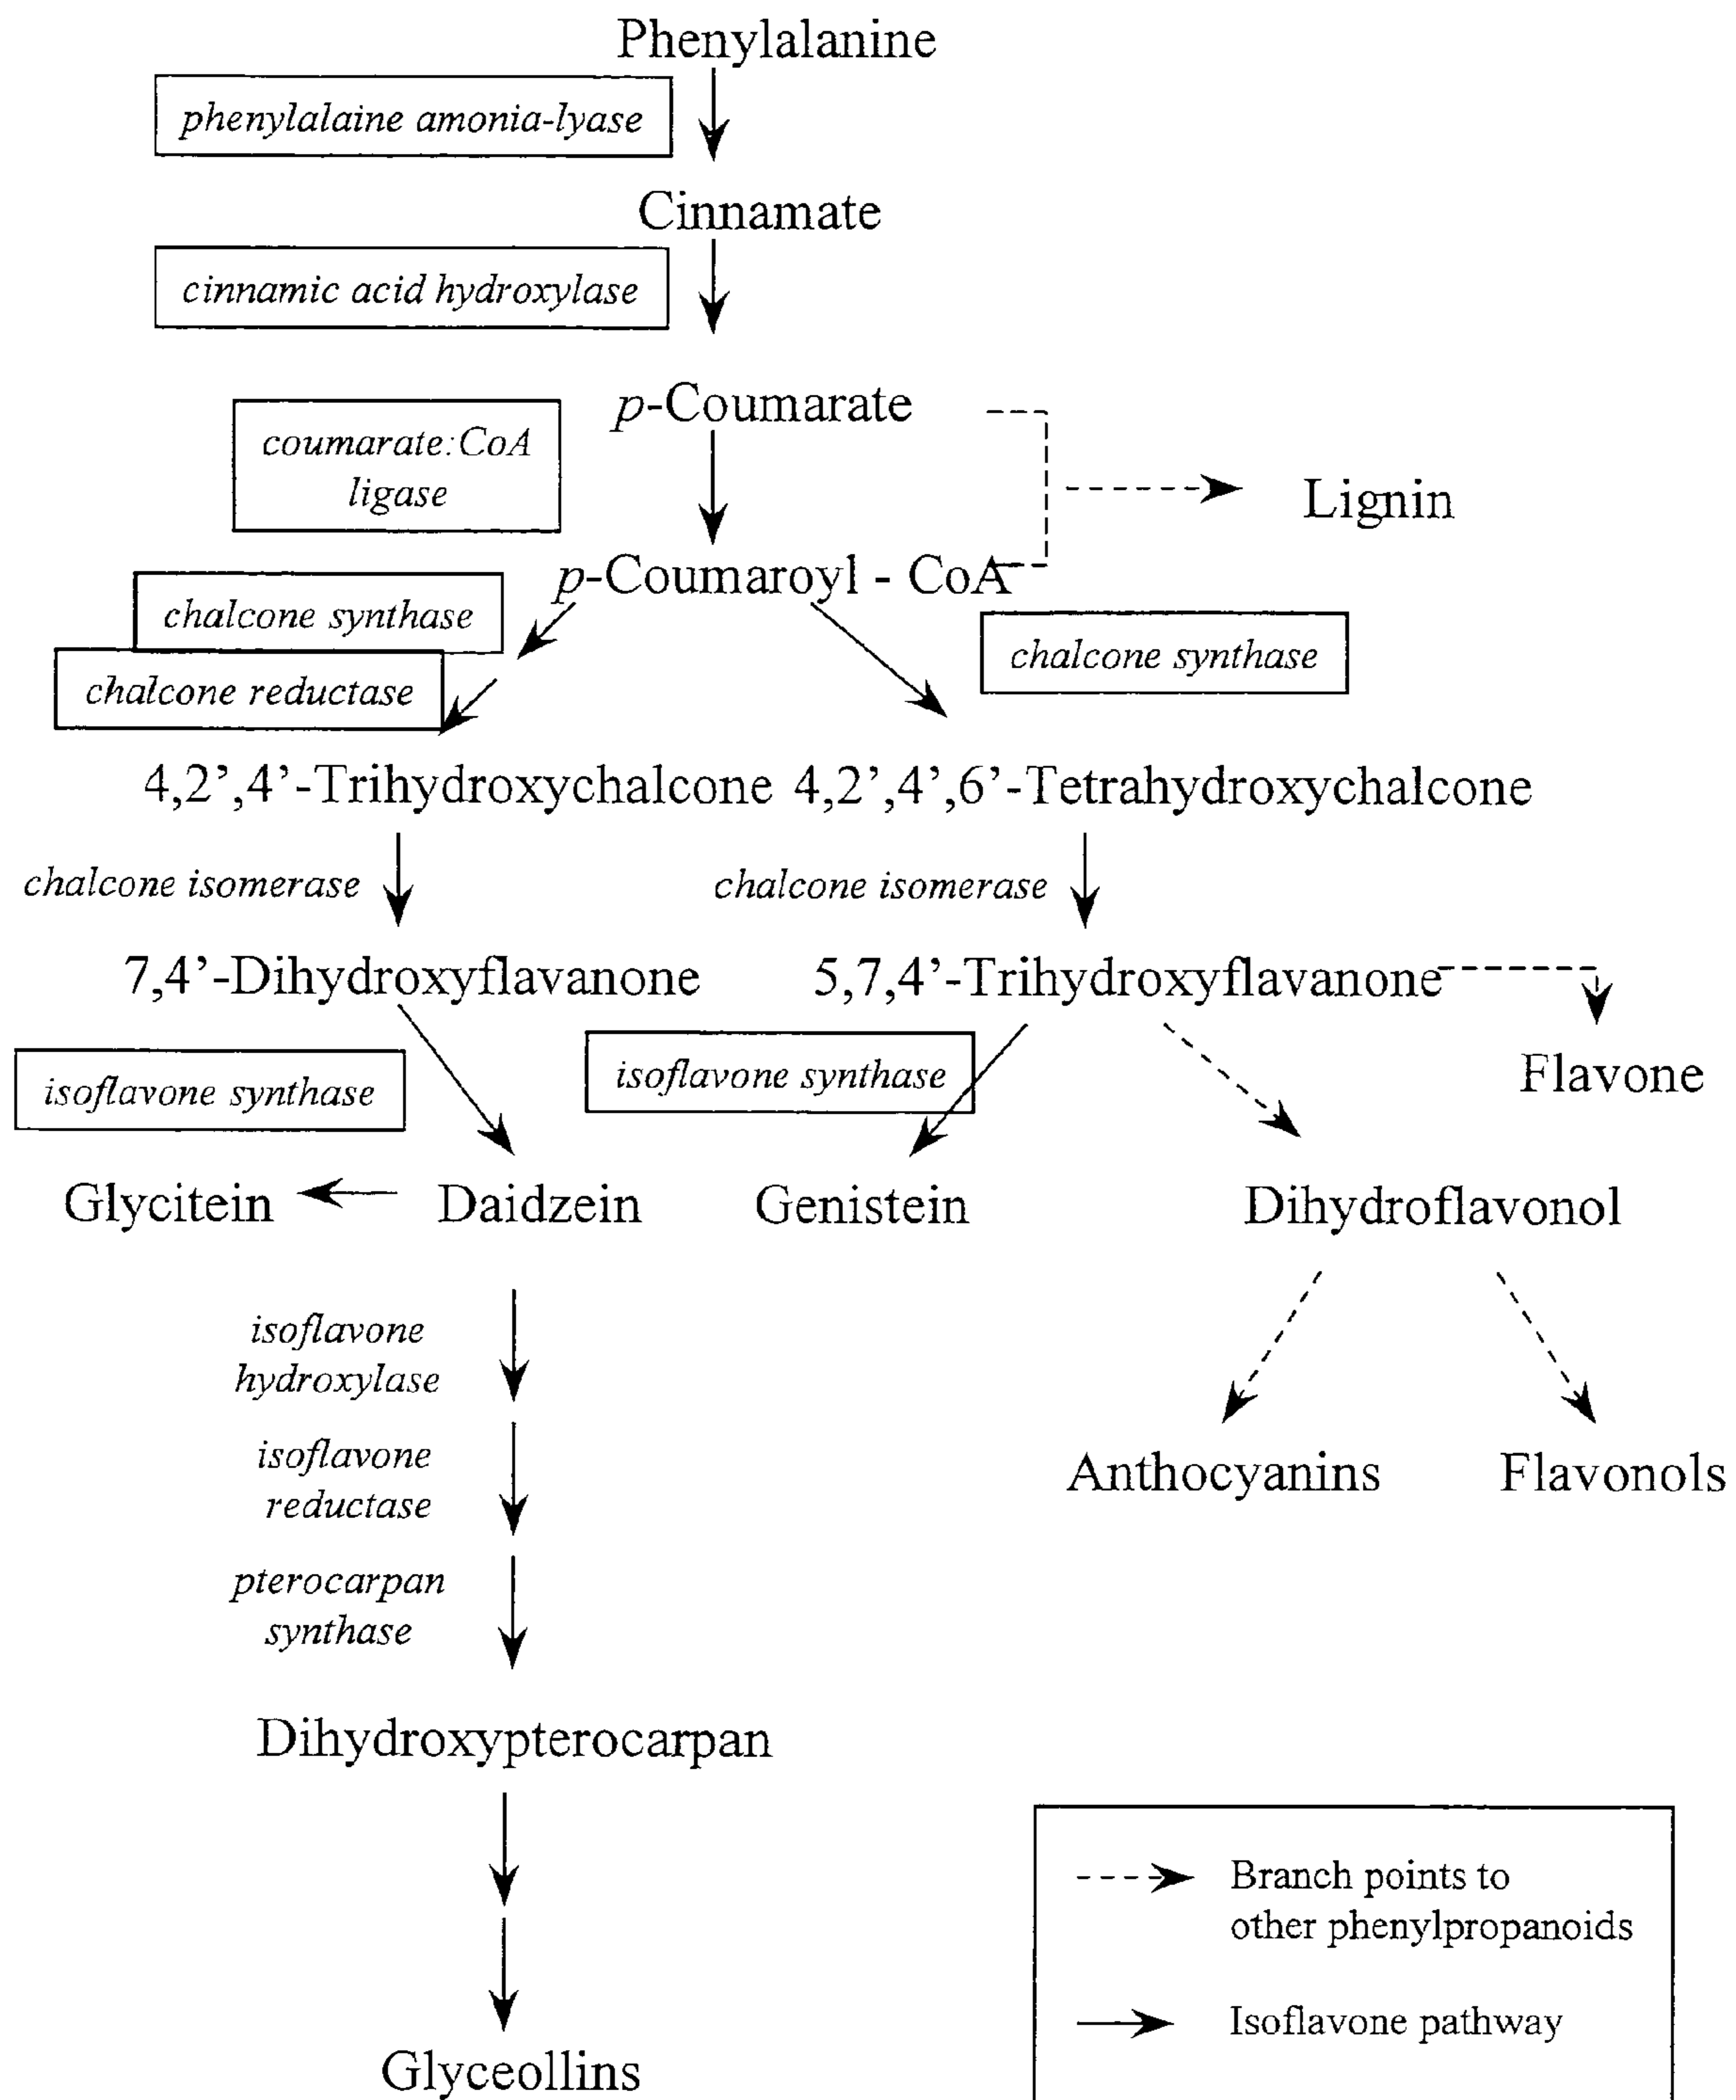 Phenylalanine
phenylalaine amonia-lyase
Cinnamate
cinnamic acid hydroxylase
p-Coumarate
coumarate:CoA
ligase
Lignin
p-Coumaroyl - CoA
chalcone synthase
chalcone synthase
chalcone reductase
4,2’,4’-Trihydroxychalcone 4,2’,4’,6’-Tetrahydroxychalcone
chalcone isomerase
chalcone isomerase
7,4’-Dihydroxyflavanone
5,7,4’-Trihydroxyflavanone
isoflavone synthase
isoflavone synthase
Flavone
Glycitein
Daidzein
Genistein
Dihydroflavonol
isoflavone
hydroxylase
isoflavone
reductase
Anthocyanins
Flavonols
pterocarpan
synthase
Dihydroxypterocarpan
Branch points to
other phenylpropanoids
Isoflavone pathway
Glyceollins